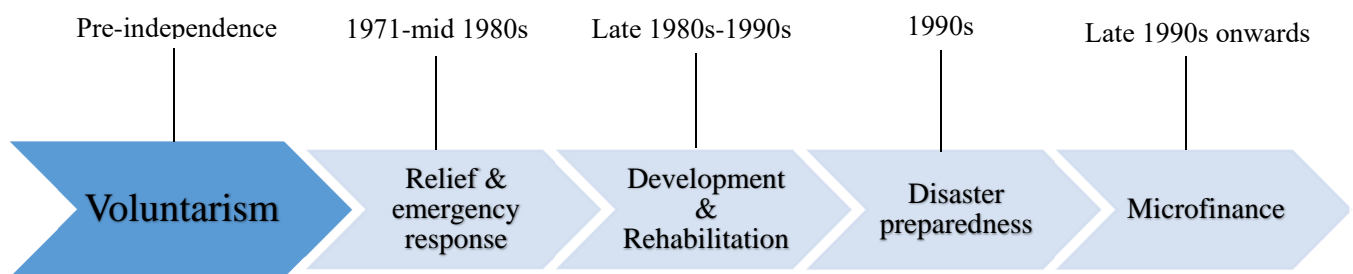 Pre-independence
1971-mid 1980s
Late 1980s-1990s
1990s
Late 1990s onwards
Voluntarism
Relief &
emergency
response
Development
&
Rehabilitation
Disaster
preparedness
Microfinance